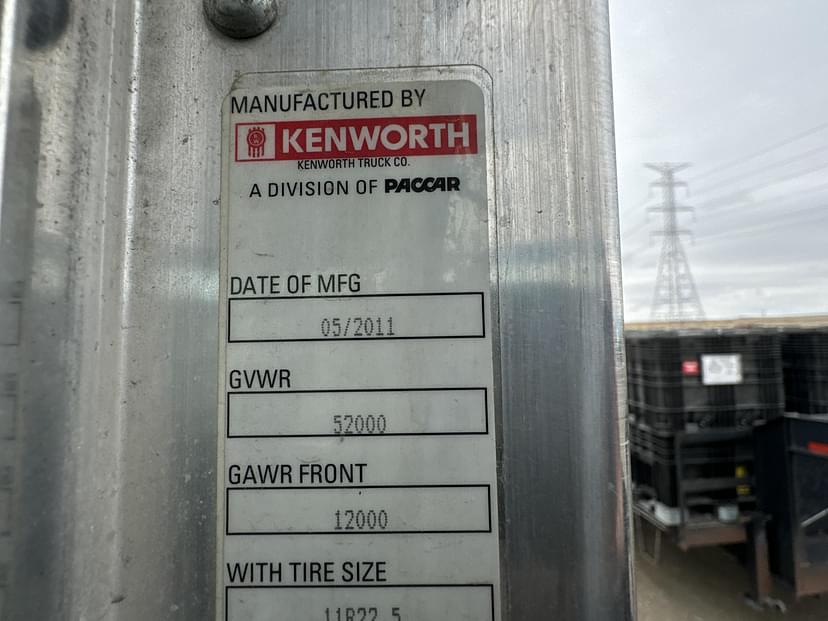 MANUFACTURED BY
KENWORTH
KENWORTH TRUCK CO.
A DIVISION OF PACCAR
DATE OF MFG
05/2011
GVWR
52000
GAWR FRONT
12000
WITH TIRE SIZE
11R22.5